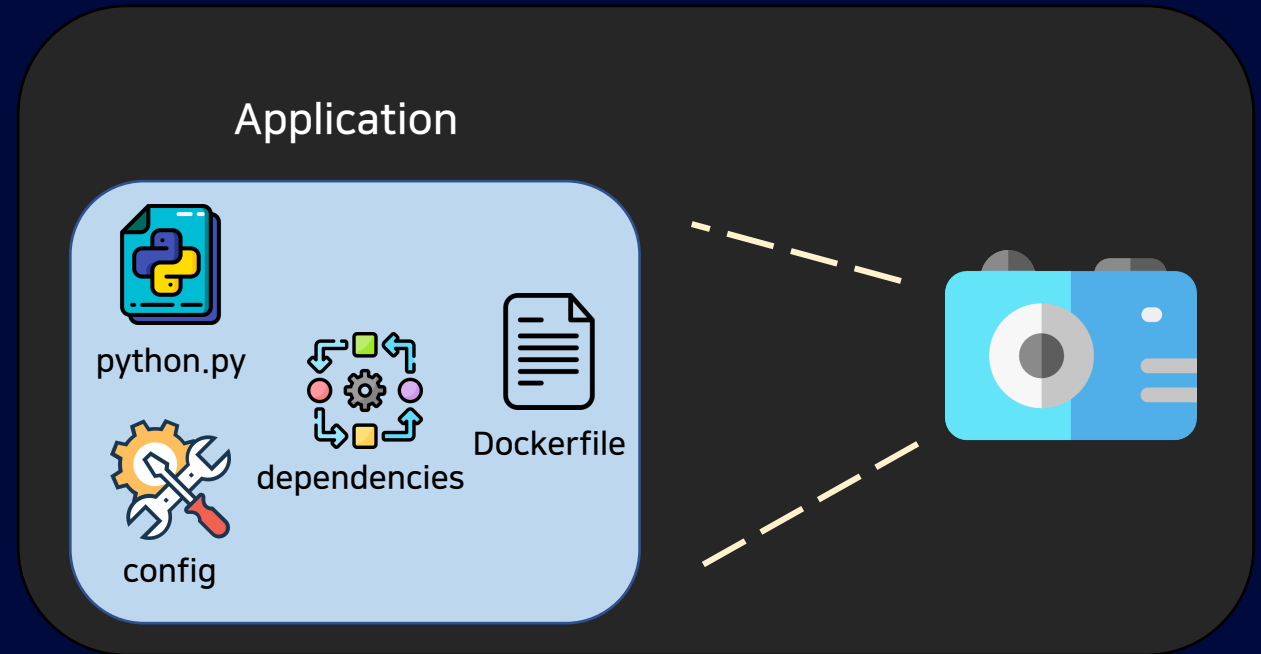 Application
python.py
dependencies
Dockerfile
config